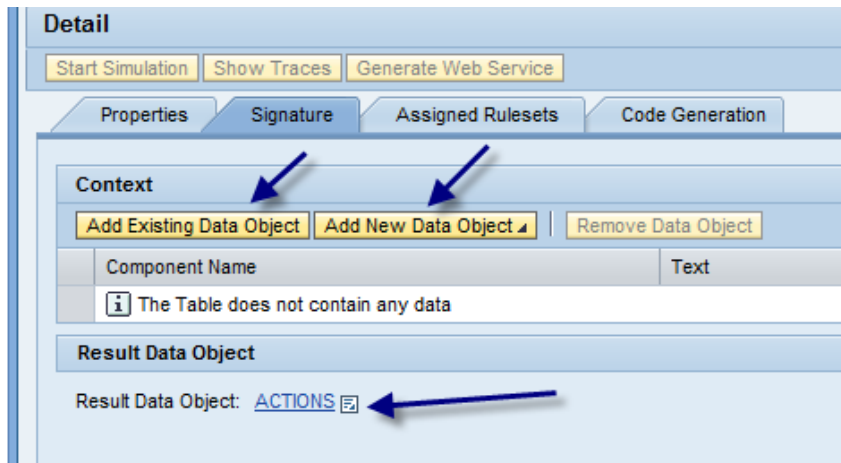 Detail
Start Simulation Show Traces Generate Web Service
Properties Signature Assigned Rulesets Code Generation
Context
Add Existing Data Object Add New Data Object Remove Data Object
Component Name Text
The Table does not contain any data
Result Data Object
Result Data Object: ACTIONS